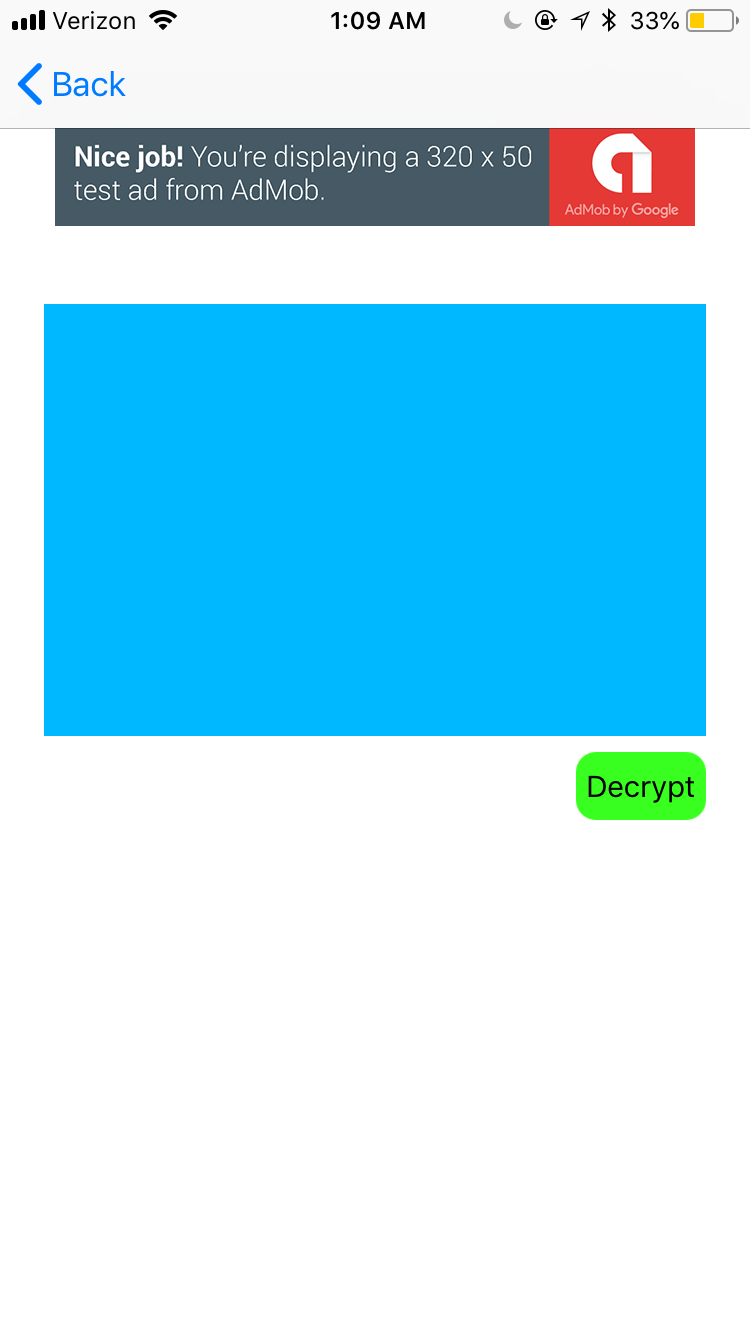 Verizon 1:09 AM 33%
Back
Nice job! You're displaying a 320 x 50
test ad from AdMob.
AdMob by Google
Decrypt